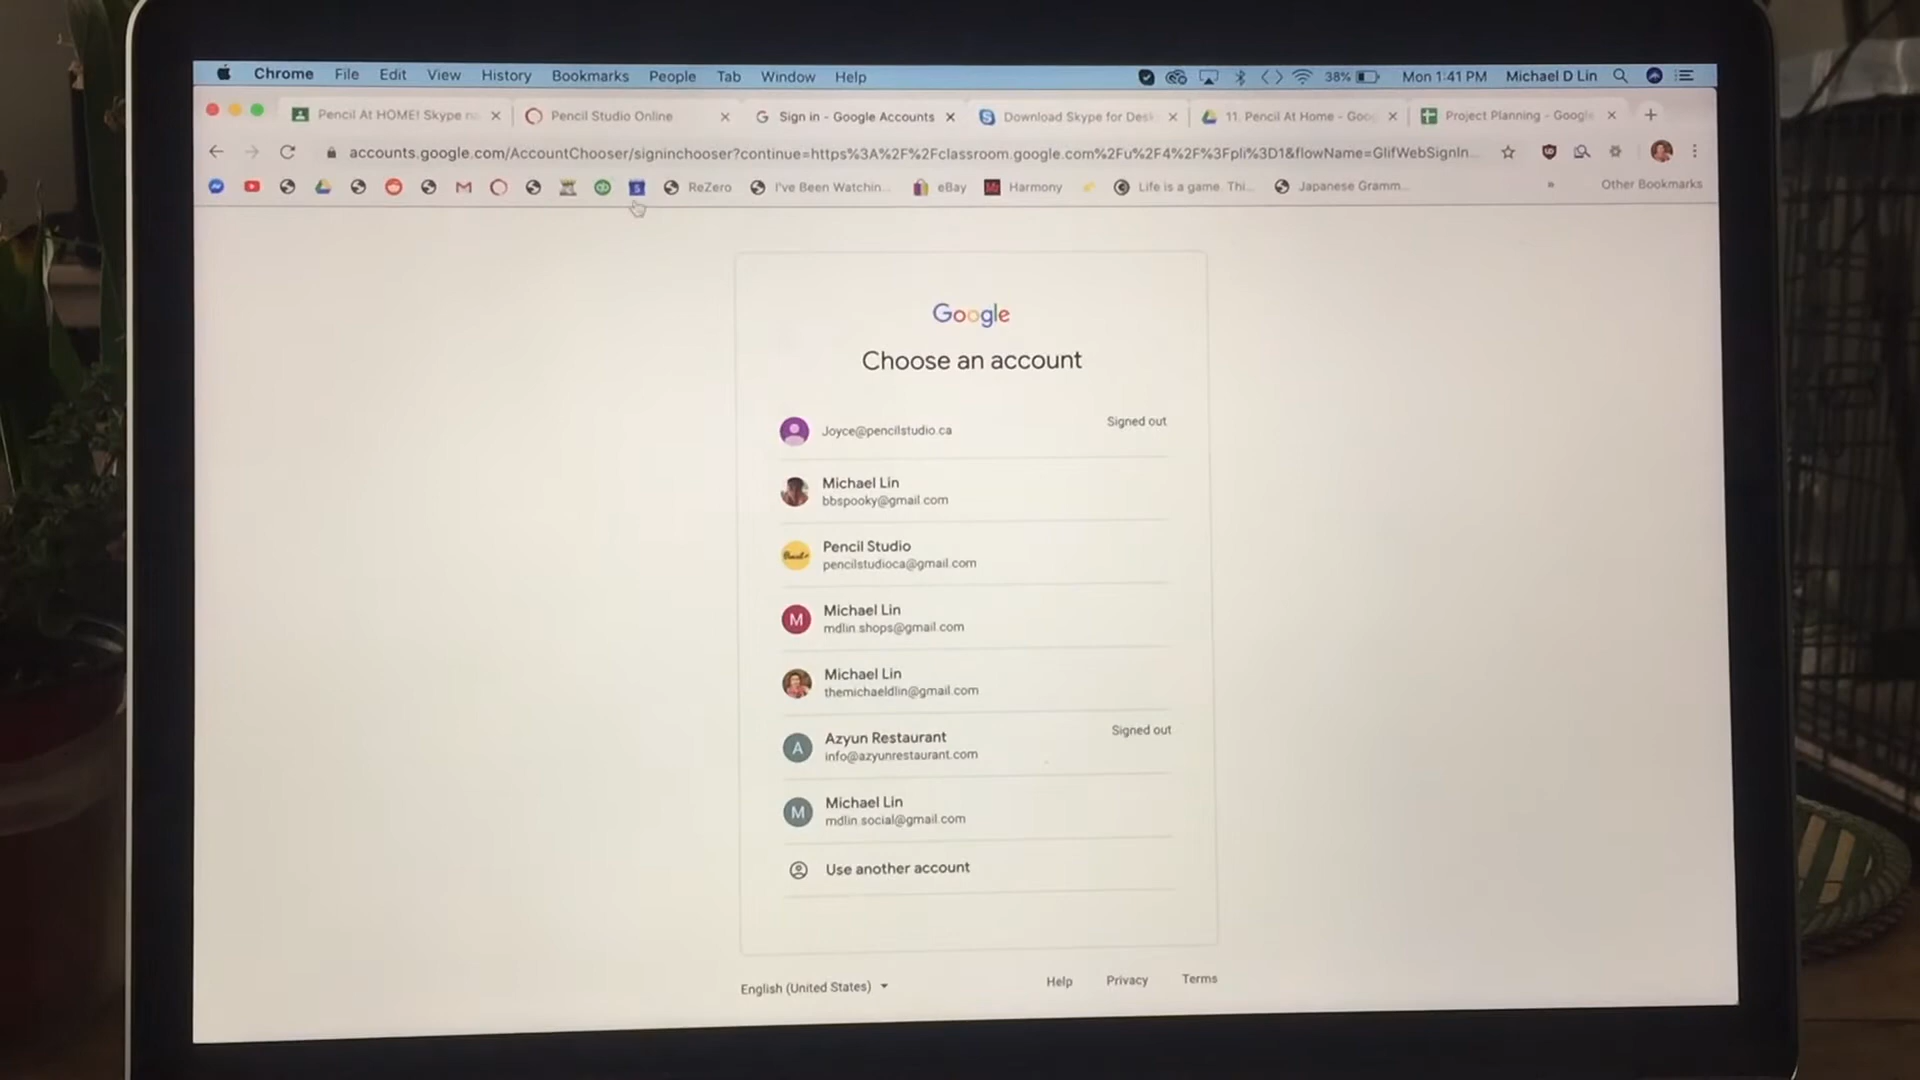 Chrome File Edit View History Bookmarks People Tab Window Help 38% Mon 1:41 PM Michael D Lin
Pencil At HOME! Skype Pencil Studio Online Sign in - Google Accounts Download Skype for Desk 11. Pencil At Home - Goog Project Planning - Google
accounts.google.com/AccountChooser/signinchooser?continue=https%3A%2F%2Fclassroom.google.com%2Fu%2F4%2F%3Fpli%3D1&flowName=GlifWebSignIn...
ReZero I've Been Watchin... eBay Harmony Life is a game. Thi... Japanese Gramm... » Other Bookmarks
Google
Choose an account
Joyce@pencilstudio.ca Signed out
Michael Lin
bbspooky@gmail.com
Pencil Studio
pencilstudioca@gmail.com
M Michael Lin
mdlin.shops@gmail.com
Michael Lin
themichaeldlin@gmail.com
A Azyun Restaurant Signed out
info@azyunrestaurant.com
M Michael Lin
mdlin.social@gmail.com
Use another account
English (United States) Help Privacy Terms